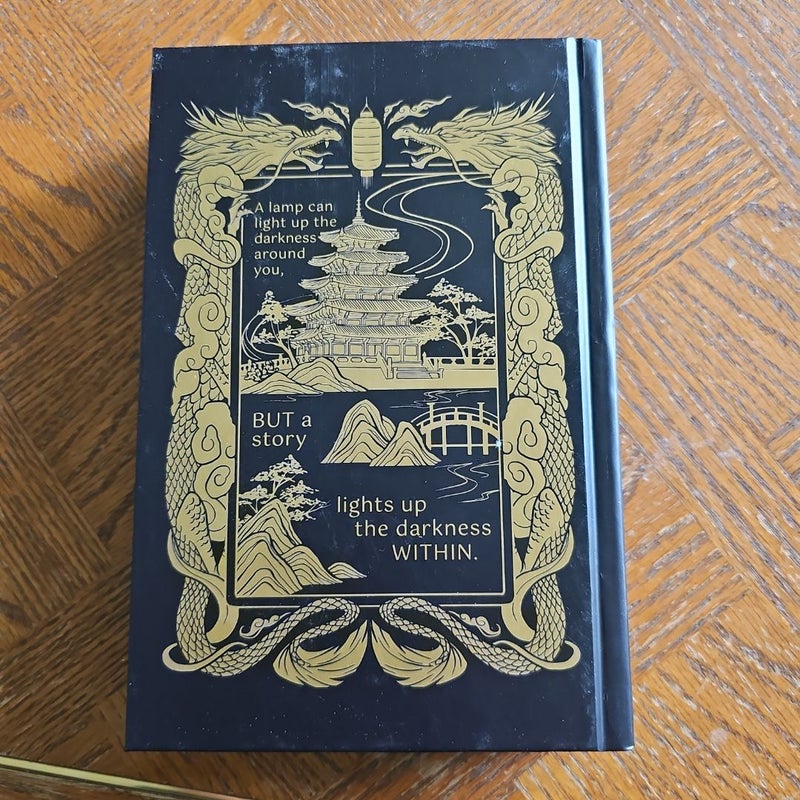 A lamp can
light up the
darkness
around
you,
BUT a
story
lights up
the darkness
WITHIN.